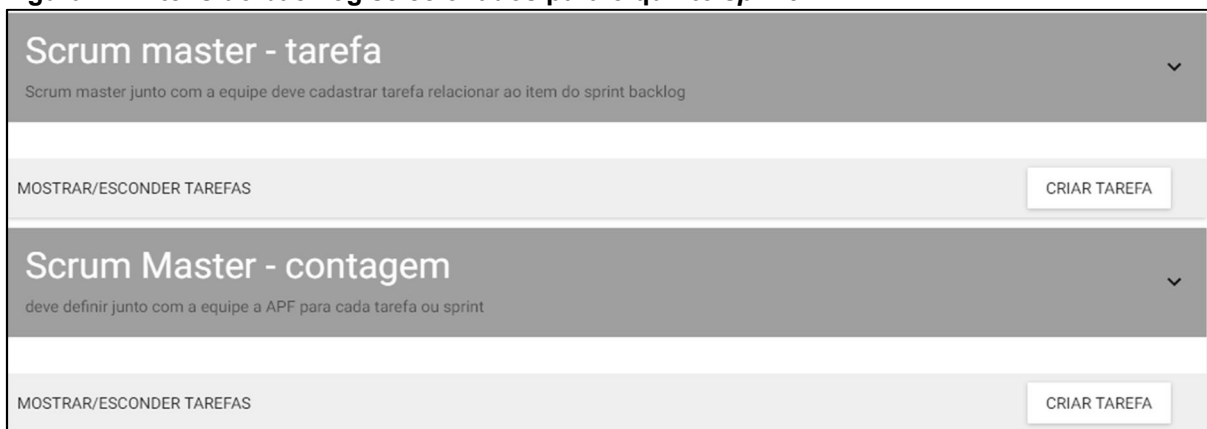 Scrum master - tarefa
Scrum master junto com a equipe deve cadastrar tarefa relacionar ao item do sprint backlog
MOSTRAR/ESCONDER TAREFAS
CRIAR TAREFA
Scrum Master - contagem
deve definir junto com a equipe a APF para cada tarefa ou sprint
MOSTRAR/ESCONDER TAREFAS
CRIAR TAREFA